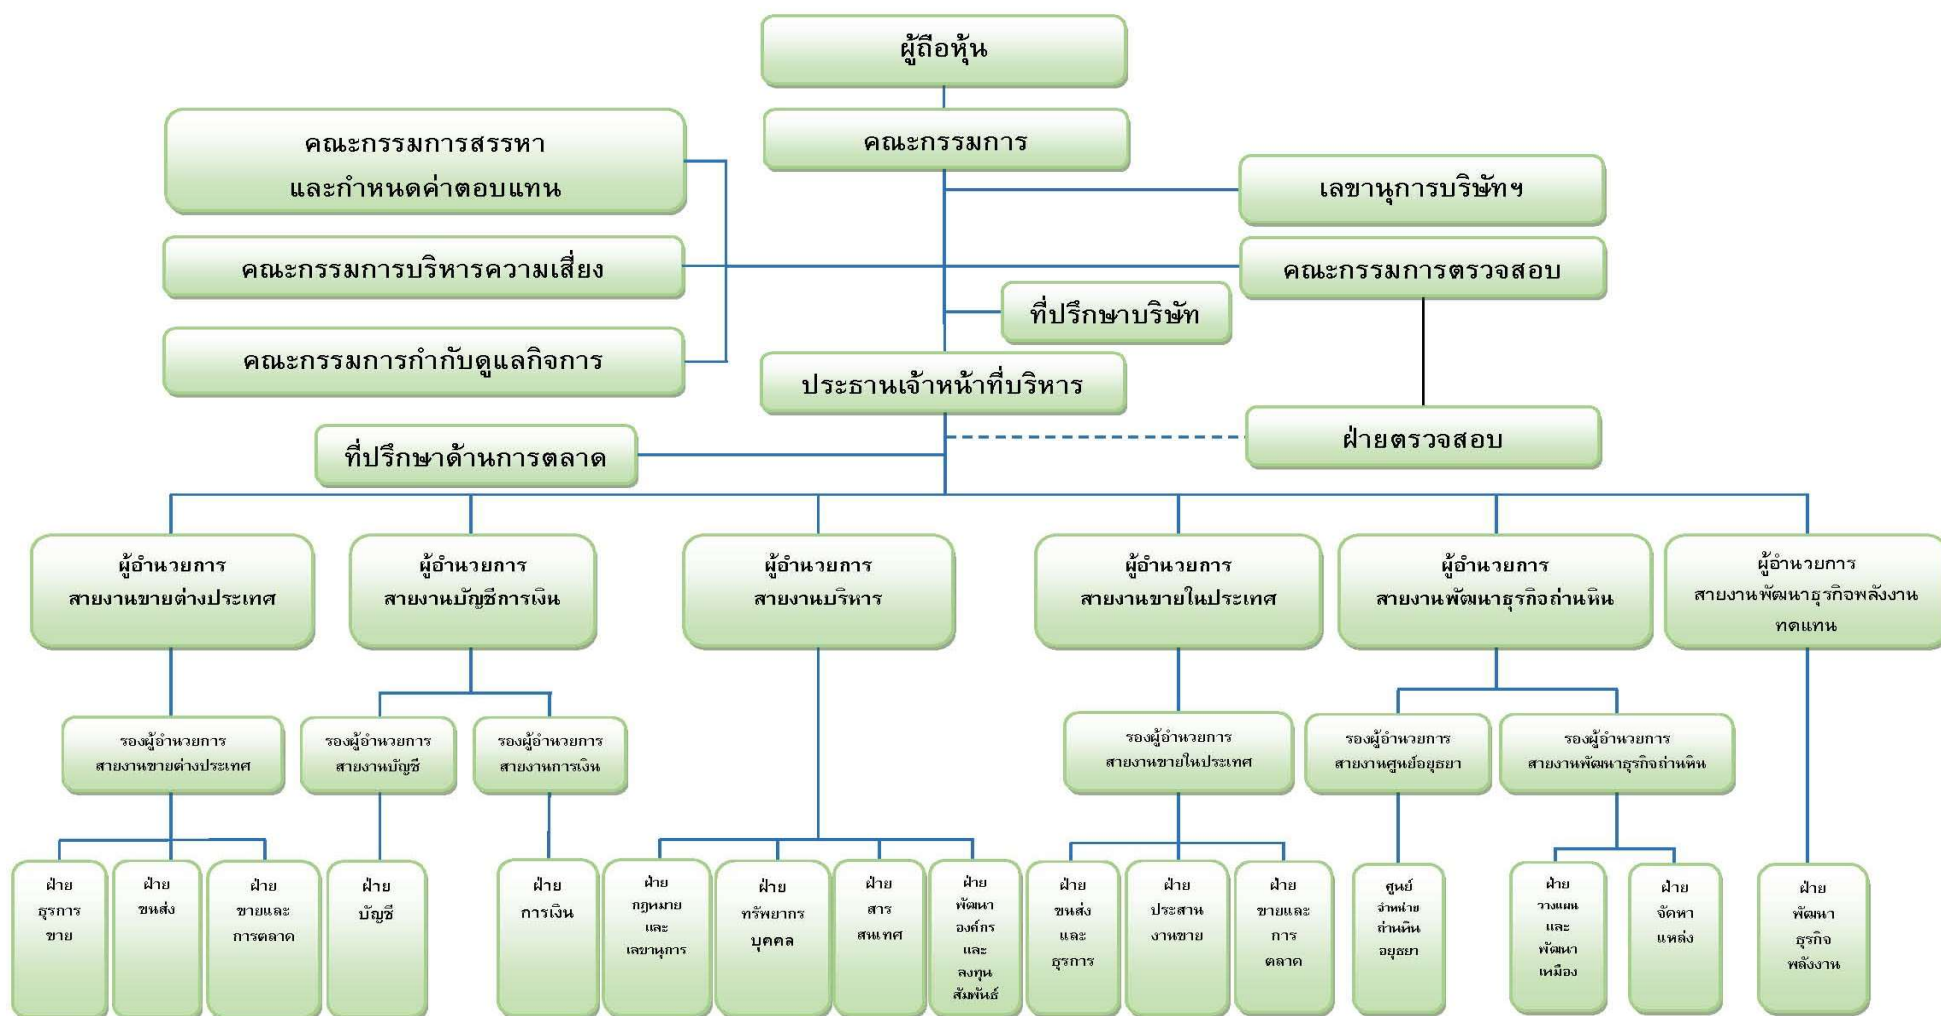 ผู้ถือหุ้น
คณะกรรมการ
คณะกรรมการสรรหา
และกำหนดค่าตอบแทน
เลขานุการบริษัทฯ
คณะกรรมการบริหารความเสี่ยง
คณะกรรมการตรวจสอบ
ที่ปรึกษาบริษัท
คณะกรรมการกำกับดูแลกิจการ
ประธานเจ้าหน้าที่บริหาร
ฝ่ายตรวจสอบ
ที่ปรึกษาด้านการตลาด
ผู้อำนวยการ
สายงานขายต่างประเทศ
ผู้อำนวยการ
สายงานบัญชีการเงิน
ผู้อำนวยการ
สายงานบริหาร
ผู้อำนวยการ
สายงานขายในประเทศ
ผู้อำนวยการ
สายงานพัฒนาธุรกิจถ่านหิน
ผู้อำนวยการ
สายงานพัฒนาธุรกิจพลังงาน
ทดแทน
รองผู้อำนวยการ
สายงานขายต่างประเทศ
รองผู้อำนวยการ
สายงานบัญชี
รองผู้อำนวยการ
สายงานการเงิน
รองผู้อำนวยการ
สายงานขายในประเทศ
รองผู้อำนวยการ
สายงานศูนย์อยุธยา
รองผู้อำนวยการ
สายงานพัฒนาธุรกิจถ่านหิน
ฝ่าย
ธุรการ
ขาย
ฝ่าย
ขนส่ง
ฝ่าย
ขายและ
การตลาด
ฝ่าย
บัญชี
ฝ่าย
การเงิน
ฝ่าย
กฎหมาย
และ
เลขานุการ
ฝ่าย
ทรัพยากร
บุคคล
ฝ่าย
สาร
สนเทศ
ฝ่าย
พัฒนา
องค์กร
และ
ลงทุน
สัมพันธ์
ฝ่าย
ขนส่ง
และ
ธุรการ
ฝ่าย
ประสาน
งานขาย
ฝ่าย
ขายและ
การ
ตลาด
ศูนย์
จำหน่าย
ถ่านหิน
อยุธยา
ฝ่าย
วางแผน
และ
พัฒนา
เหมือง
ฝ่าย
จัดหา
แหล่ง
ฝ่าย
พัฒนา
ธุรกิจ
พลังงาน